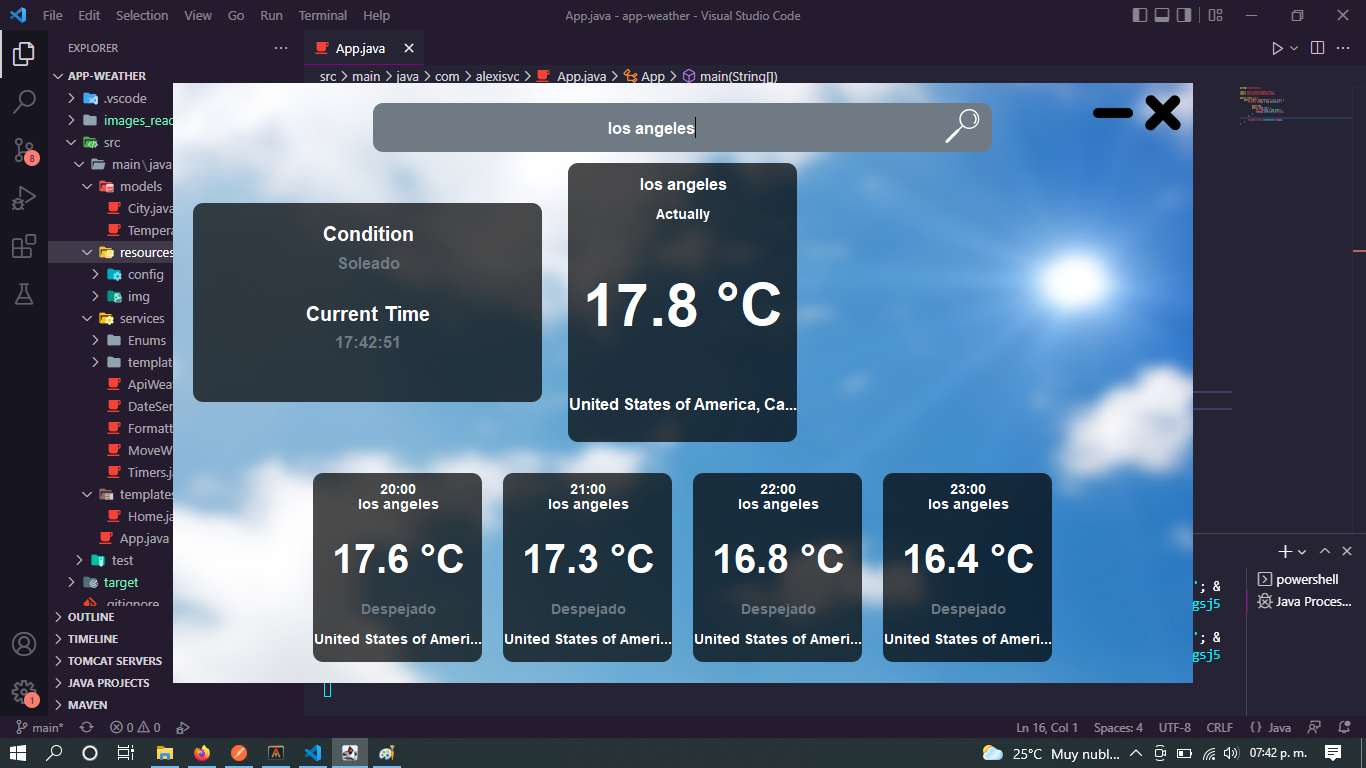 File Edit Selection View Go Run Terminal Help
App.java - app-weather - Visual Studio Code
EXPLORER
App.java
src > main > java > com > alexisvc > App.java > App > main(String[])
APP-WEATHER
.vscode
images_read
src
main\java
models
City.java
Tempera
resources
config
img
services
Enums
templat
ApiWea
DateSer
Formatt
MoveW
Timers.ja
templates
Home.ja
App.java
test
target
.gitignore
OUTLINE
TIMELINE
TOMCAT SERVERS
JAVA PROJECTS
MAVEN
8
1
los angeles
Condition
Soleado
Current Time
17:42:51
los angeles
Actually
17.8 °C
United States of America, Ca...
20:00
los angeles
17.6 °C
Despejado
United States of Ameri...
21:00
los angeles
17.3 °C
Despejado
United States of Ameri...
22:00
los angeles
16.8 °C
Despejado
United States of Ameri...
23:00
los angeles
16.4 °C
Despejado
United States of Ameri...
powershell
Java Proces...
'; &
gsj5
'; &
gsj5
main*
0 0
Ln 16, Col 1
Spaces: 4
UTF-8
CRLF
{ } Java
25°C Muy nubl...
07:42 p. m.